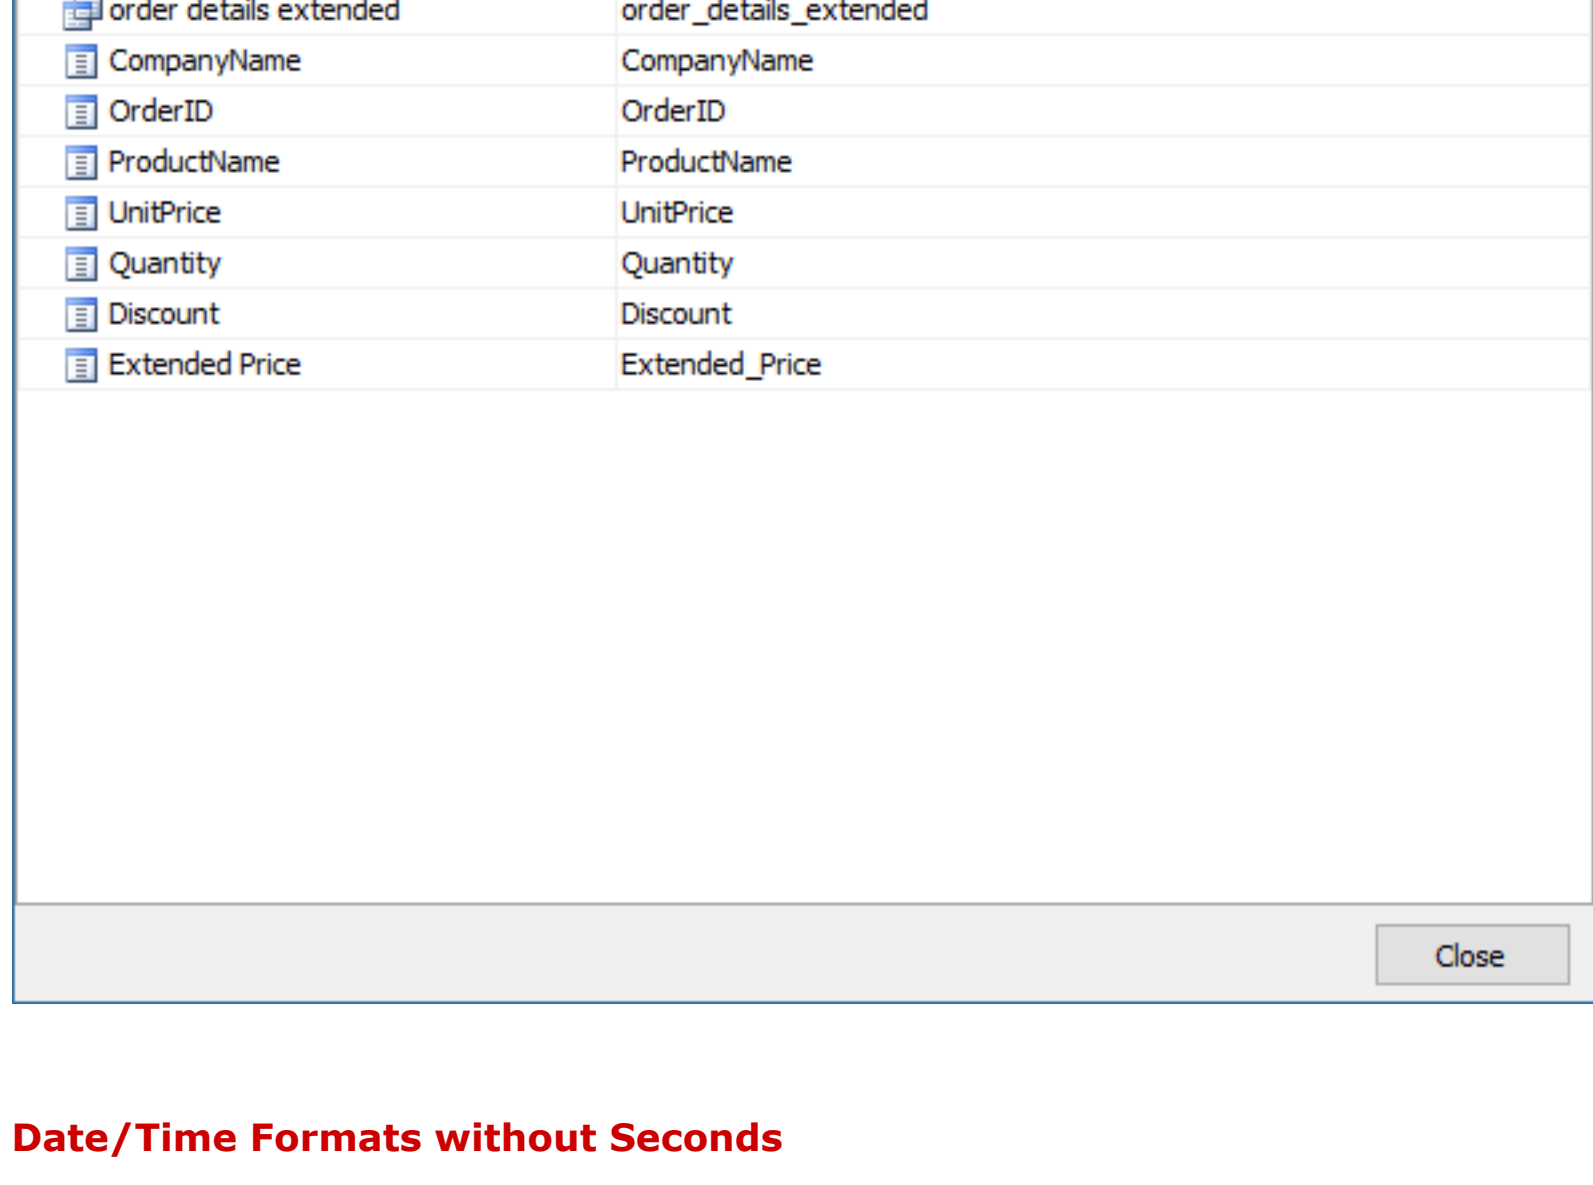 order details extended order_details_extended
CompanyName CompanyName
OrderID OrderID
ProductName ProductName
UnitPrice UnitPrice
Quantity Quantity
Discount Discount
Extended Price Extended_Price
Close
Date/Time Formats without Seconds